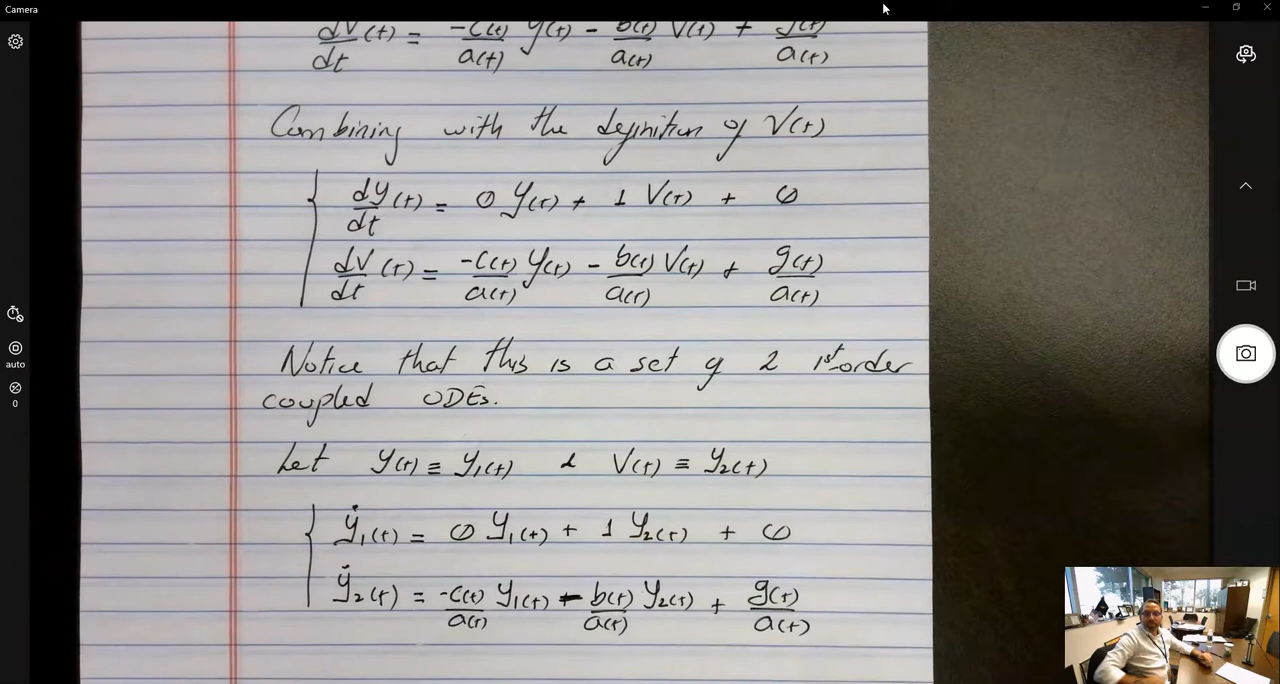 Camera
dV(t)/dt = -c(t)/a(t) y(t) - b(t)/a(t) V(t) + g(t)/a(t)
Combining with the definition of V(t)
dy(t)/dt = 0 y(t) + 1 V(t) + 0
dV(t)/dt = -c(t)/a(t) y(t) - b(t)/a(t) V(t) + g(t)/a(t)
Notice that this is a set of 2 1st order
coupled ODEs.
Let y(t) ≡ y₁(t) & V(t) ≡ y₂(t)
ẏ₁(t) = 0 y₁(t) + 1 y₂(t) + 0
ẏ₂(t) = -c(t)/a(t) y₁(t) - b(t)/a(t) y₂(t) + g(t)/a(t)
auto
0